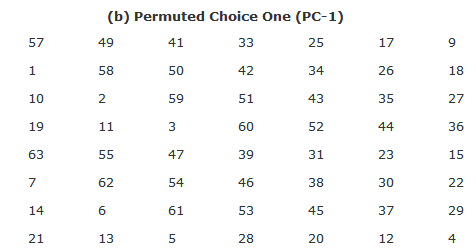 (b) Permuted Choice One (PC-1)
57 49 41 33 25 17 9
1 58 50 42 34 26 18
10 2 59 51 43 35 27
19 11 3 60 52 44 36
63 55 47 39 31 23 15
7 62 54 46 38 30 22
14 6 61 53 45 37 29
21 13 5 28 20 12 4